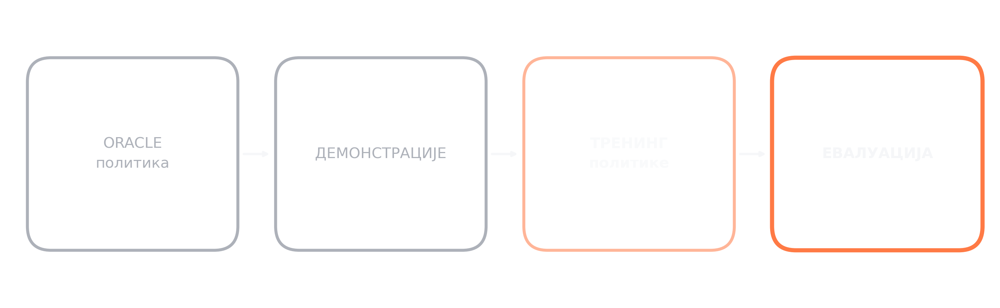 ORACLE
политика
ДЕМОНСТРАЦИЈЕ
ТРЕНИНГ
политике
ЕВАЛУАЦИЈА